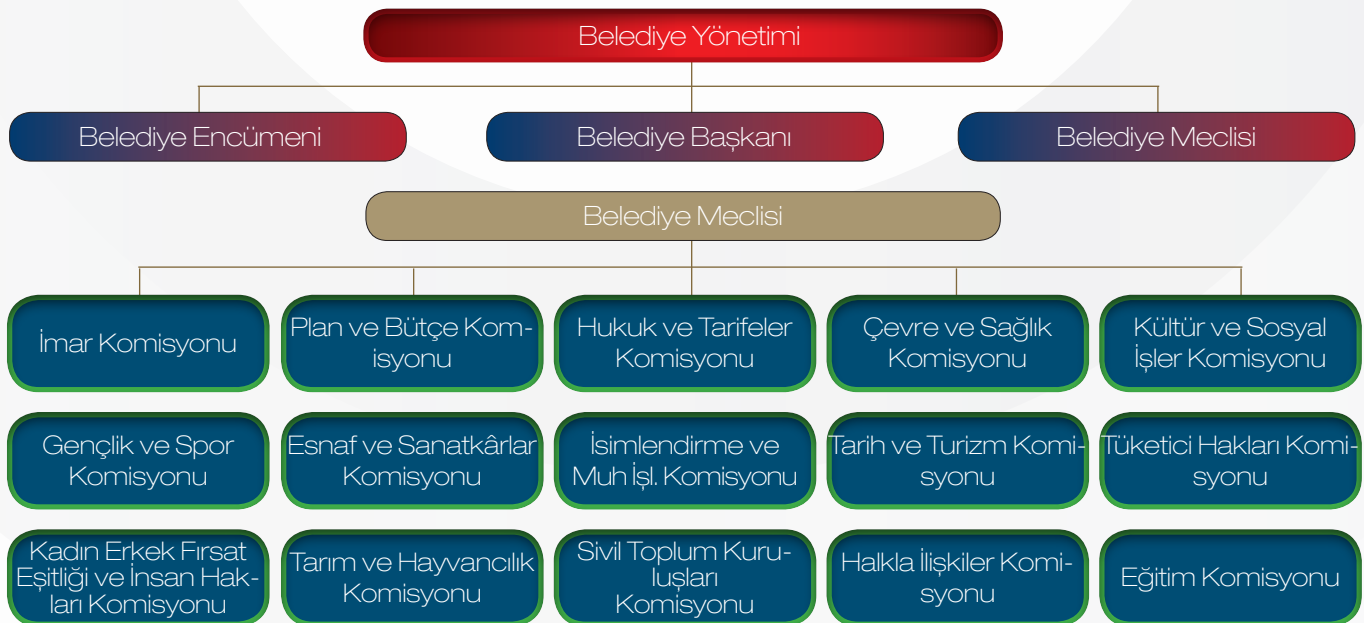 Belediye Yönetimi
Belediye Encümeni
Belediye Başkanı
Belediye Meclisi
Belediye Meclisi
İmar Komisyonu
Plan ve Bütçe Kom-
isyonu
Hukuk ve Tarifeler
Komisyonu
Çevre ve Sağlık
Komisyonu
Kültür ve Sosyal
İşler Komisyonu
Gençlik ve Spor
Komisyonu
Esnaf ve Sanatkârlar
Komisyonu
İsimlendirme ve
Muh İşl. Komisyonu
Tarih ve Turizm Komi-
syonu
Tüketici Hakları Komi-
syonu
Kadın Erkek Fırsat
Eşitliği ve İnsan Hak-
ları Komisyonu
Tarım ve Hayvancılık
Komisyonu
Sivil Toplum Kuru-
luşları
Komisyonu
Halkla İlişkiler Komi-
syonu
Eğitim Komisyonu